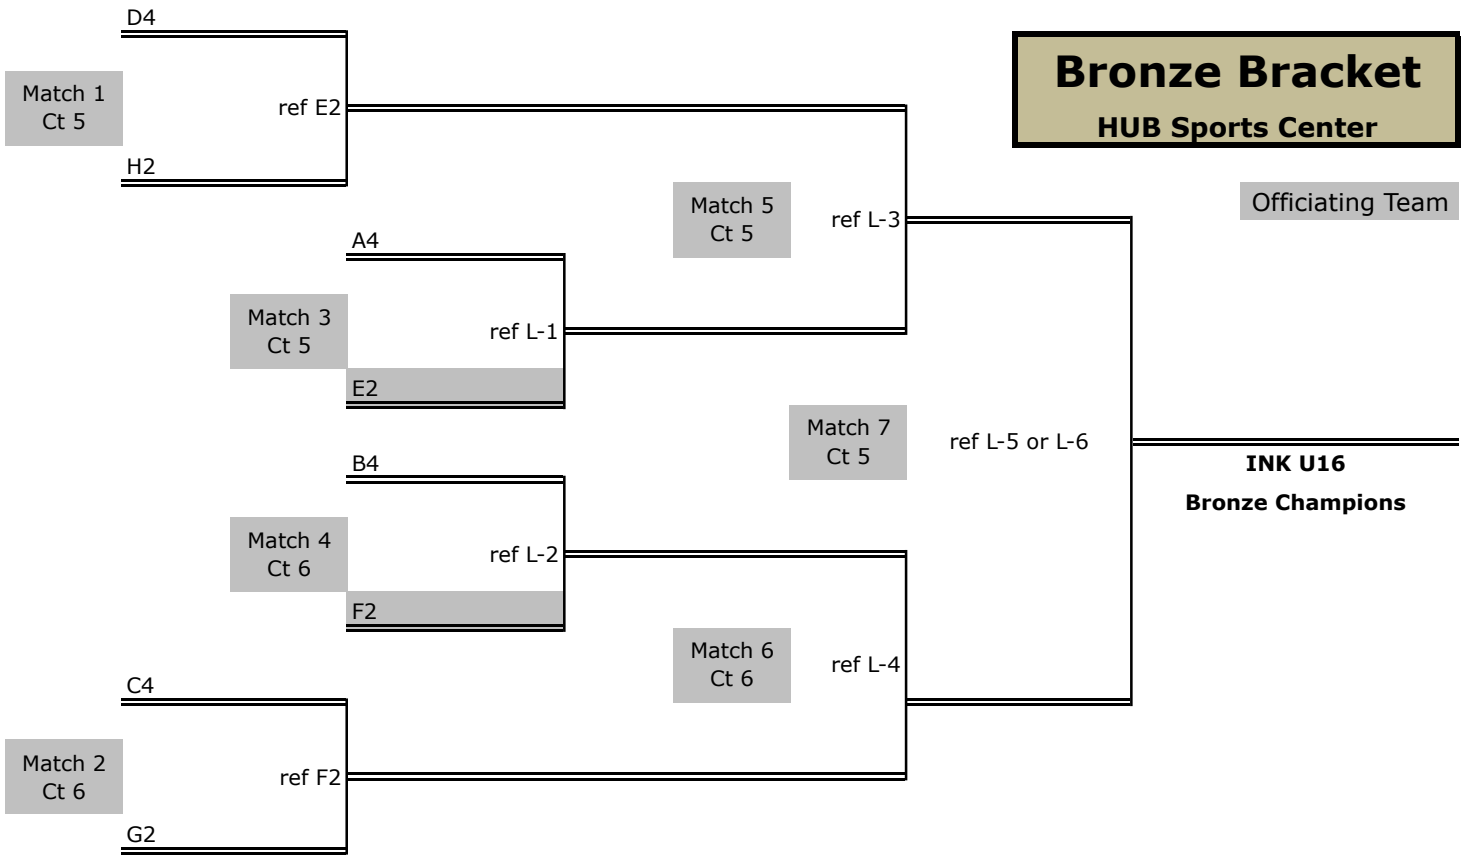 D4
Bronze Bracket
HUB Sports Center
Match 1
Ct 5
ref E2
H2
Match 5
Ct 5
ref L-3
Officiating Team
A4
Match 3
Ct 5
ref L-1
E2
Match 7
Ct 5
ref L-5 or L-6
INK U16
Bronze Champions
B4
Match 4
Ct 6
ref L-2
F2
Match 6
Ct 6
ref L-4
C4
Match 2
Ct 6
ref F2
G2